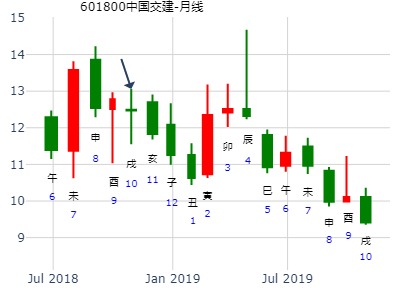 601800中国交建-月线
15
14
13
12
11
10
9
午
6
未
7
申
8
酉
9
戌
10
亥
11
子
12
丑
1
寅
2
卯
3
辰
4
巳
5
午
6
未
7
申
8
酉
9
戌
10
Jul 2018
Jan 2019
Jul 2019